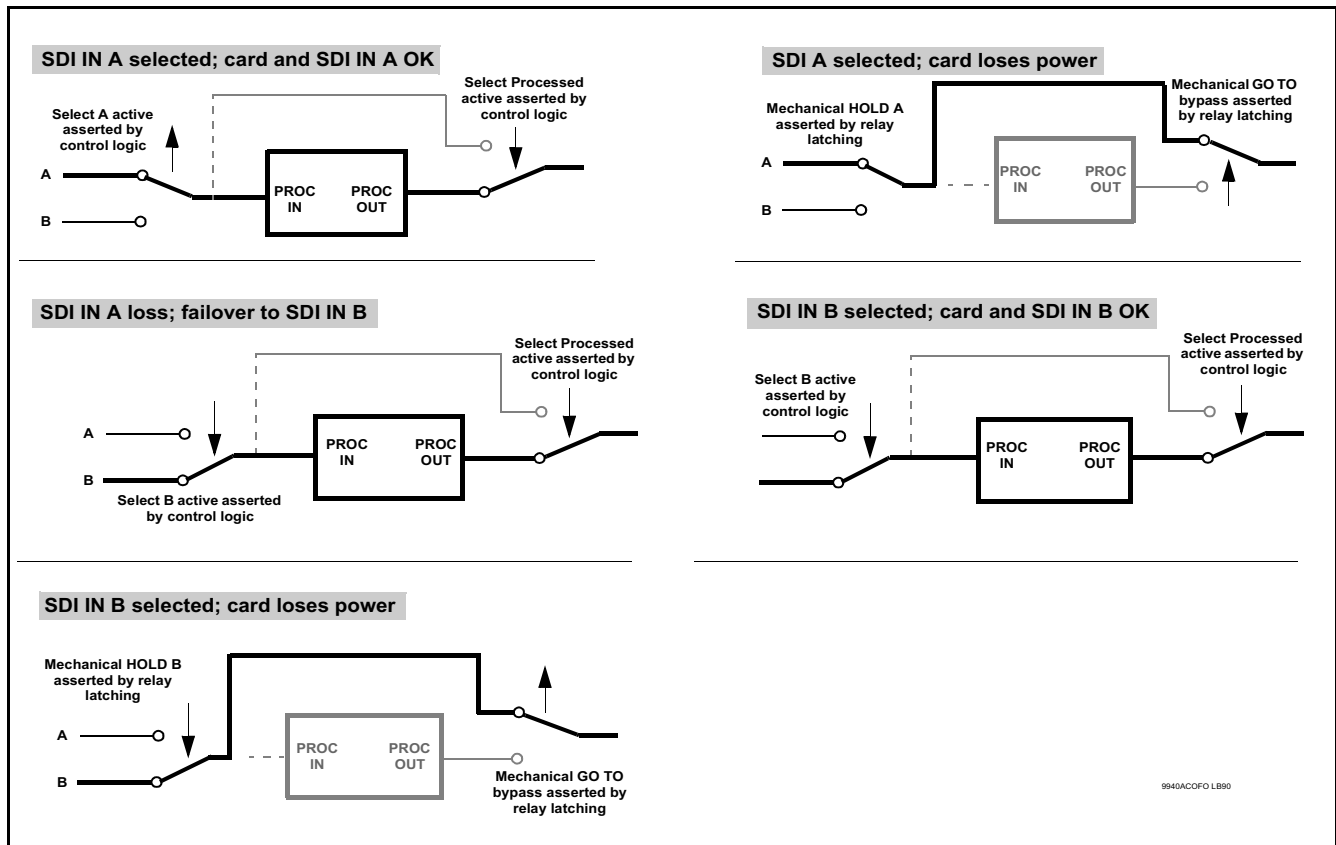 SDI IN A selected; card and SDI IN A OK
Select A active
asserted by
control logic
Select Processed
active asserted by
control logic
A
B
PROC
IN
PROC
OUT
SDI A selected; card loses power
Mechanical HOLD A
asserted by relay
latching
Mechanical GO TO
bypass asserted
by relay latching
A
B
PROC
IN
PROC
OUT
SDI IN A loss; failover to SDI IN B
Select Processed
active asserted by
control logic
A
B
PROC
IN
PROC
OUT
Select B active asserted
by control logic
SDI IN B selected; card and SDI IN B OK
Select B active
asserted by
control logic
Select Processed
active asserted by
control logic
PROC
IN
PROC
OUT
SDI IN B selected; card loses power
Mechanical HOLD B
asserted by relay
latching
A
B
PROC
IN
PROC
OUT
Mechanical GO TO
bypass asserted by
relay latching
9940ACOFO LB90